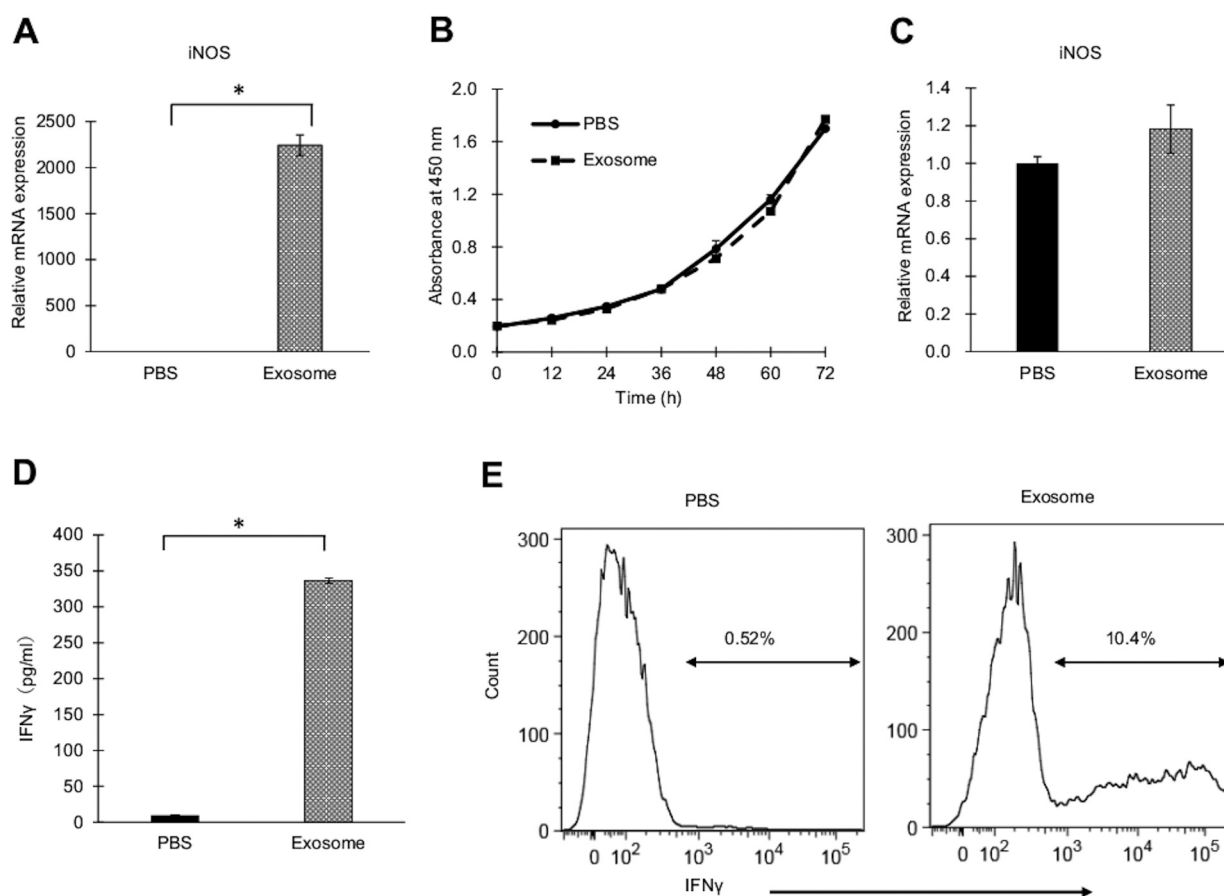 A
iNOS
*
Relative mRNA expression
2500
2000
1500
1000
500
0
PBS
Exosome
B
2.0
1.6
1.2
0.8
0.4
0.0
Absorbance at 450 nm
PBS
Exosome
0 12 24 36 48 60 72
Time (h)
C
iNOS
Relative mRNA expression
1.4
1.2
1.0
0.8
0.6
0.4
0.2
0.0
PBS
Exosome
D
*
IFNγ (pg/ml)
400
350
300
250
200
150
100
50
0
PBS
Exosome
E
PBS
Count
300
200
100
0
0.52%
0 10² 10³ 10⁴ 10⁵
IFNγ
Exosome
300
200
100
0
10.4%
0 10² 10³ 10⁴ 10⁵